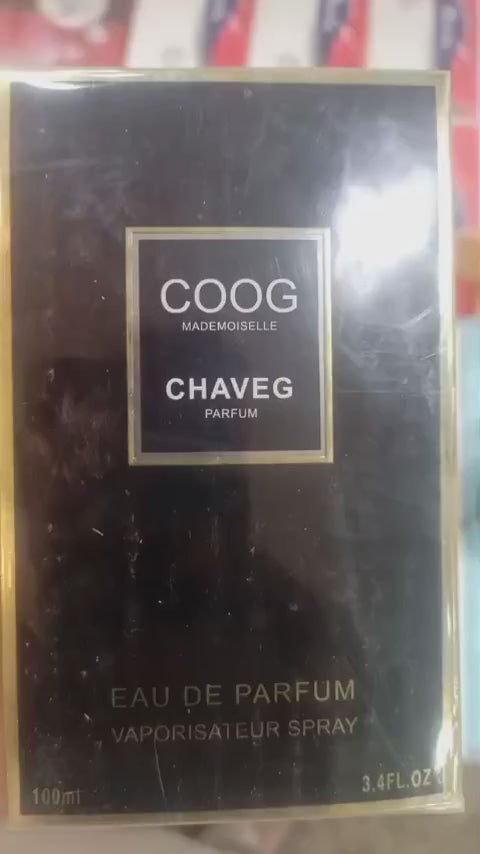 COOG
MADEMOISELLE
CHAVEG
PARFUM
EAU DE PARFUM
VAPORISATEUR SPRAY
100ml
3.4FL.OZ